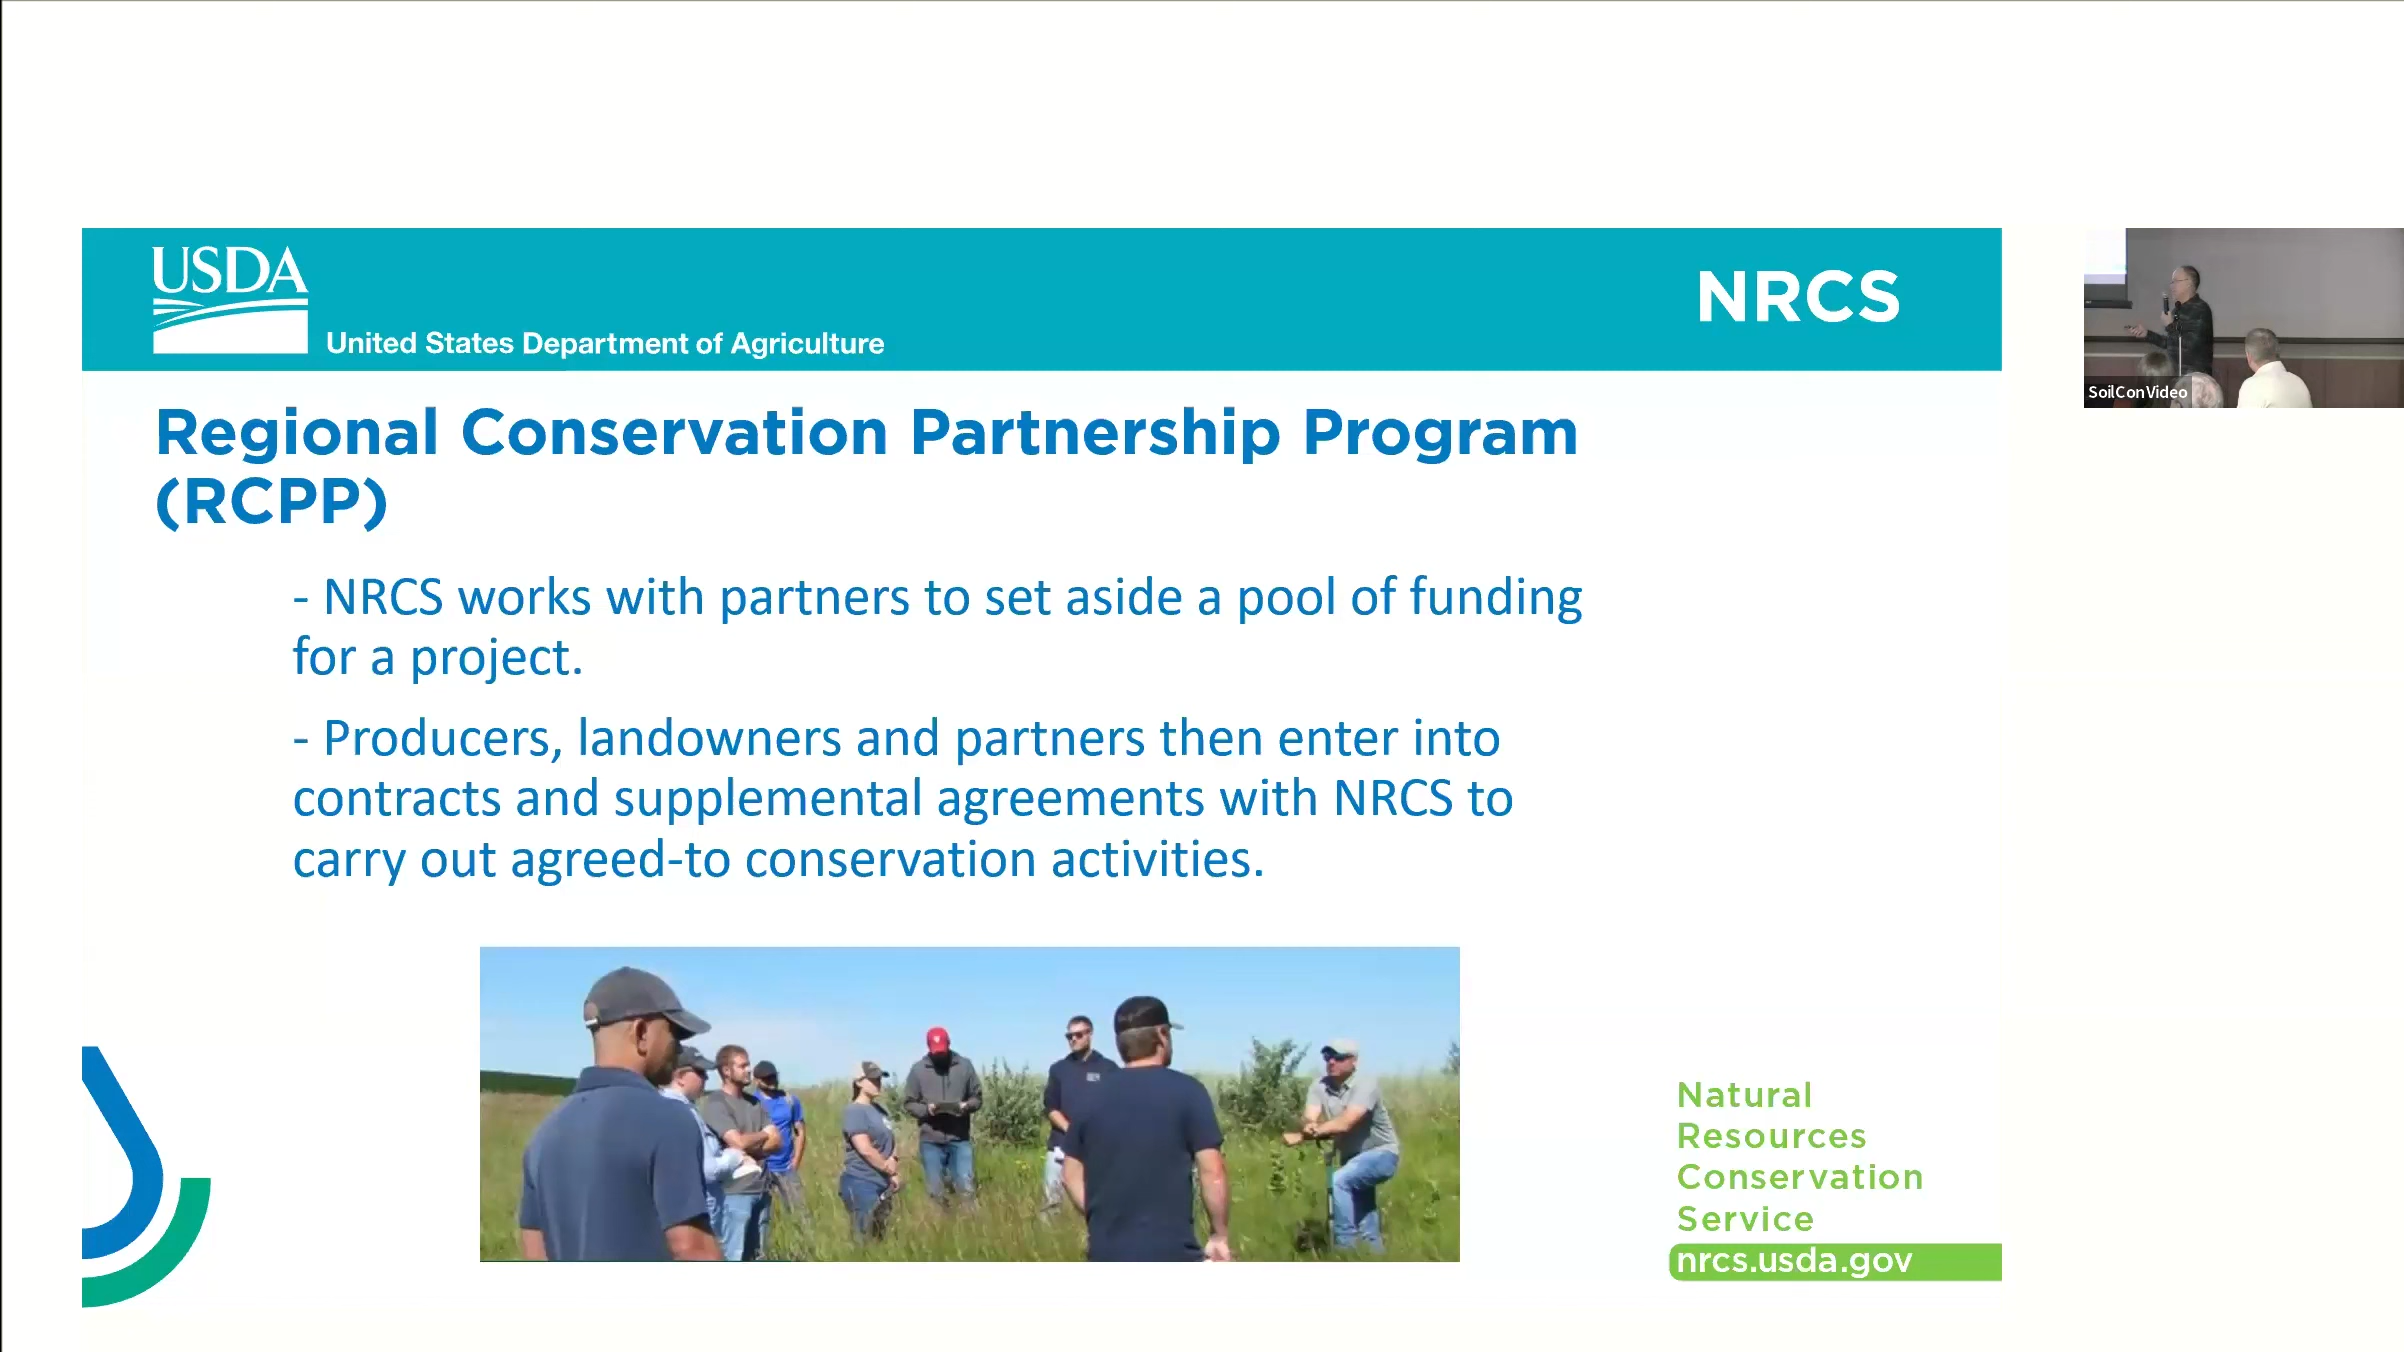 USDA
United States Department of Agriculture
NRCS
Regional Conservation Partnership Program
(RCPP)
- NRCS works with partners to set aside a pool of funding
for a project.
- Producers, landowners and partners then enter into
contracts and supplemental agreements with NRCS to
carry out agreed-to conservation activities.
Natural
Resources
Conservation
Service
nrcs.usda.gov
SoilConVideo